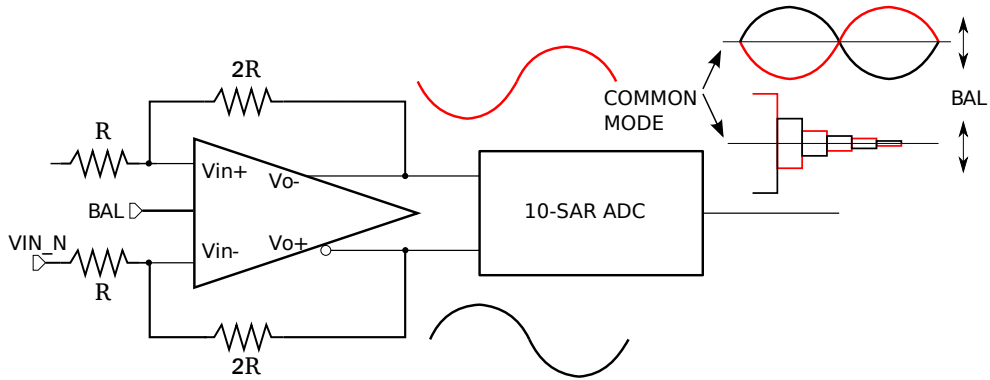 2R
R
Vin+
Vo-
BAL
VIN_N
R
Vin-
Vo+
2R
10-SAR ADC
COMMON
MODE
BAL